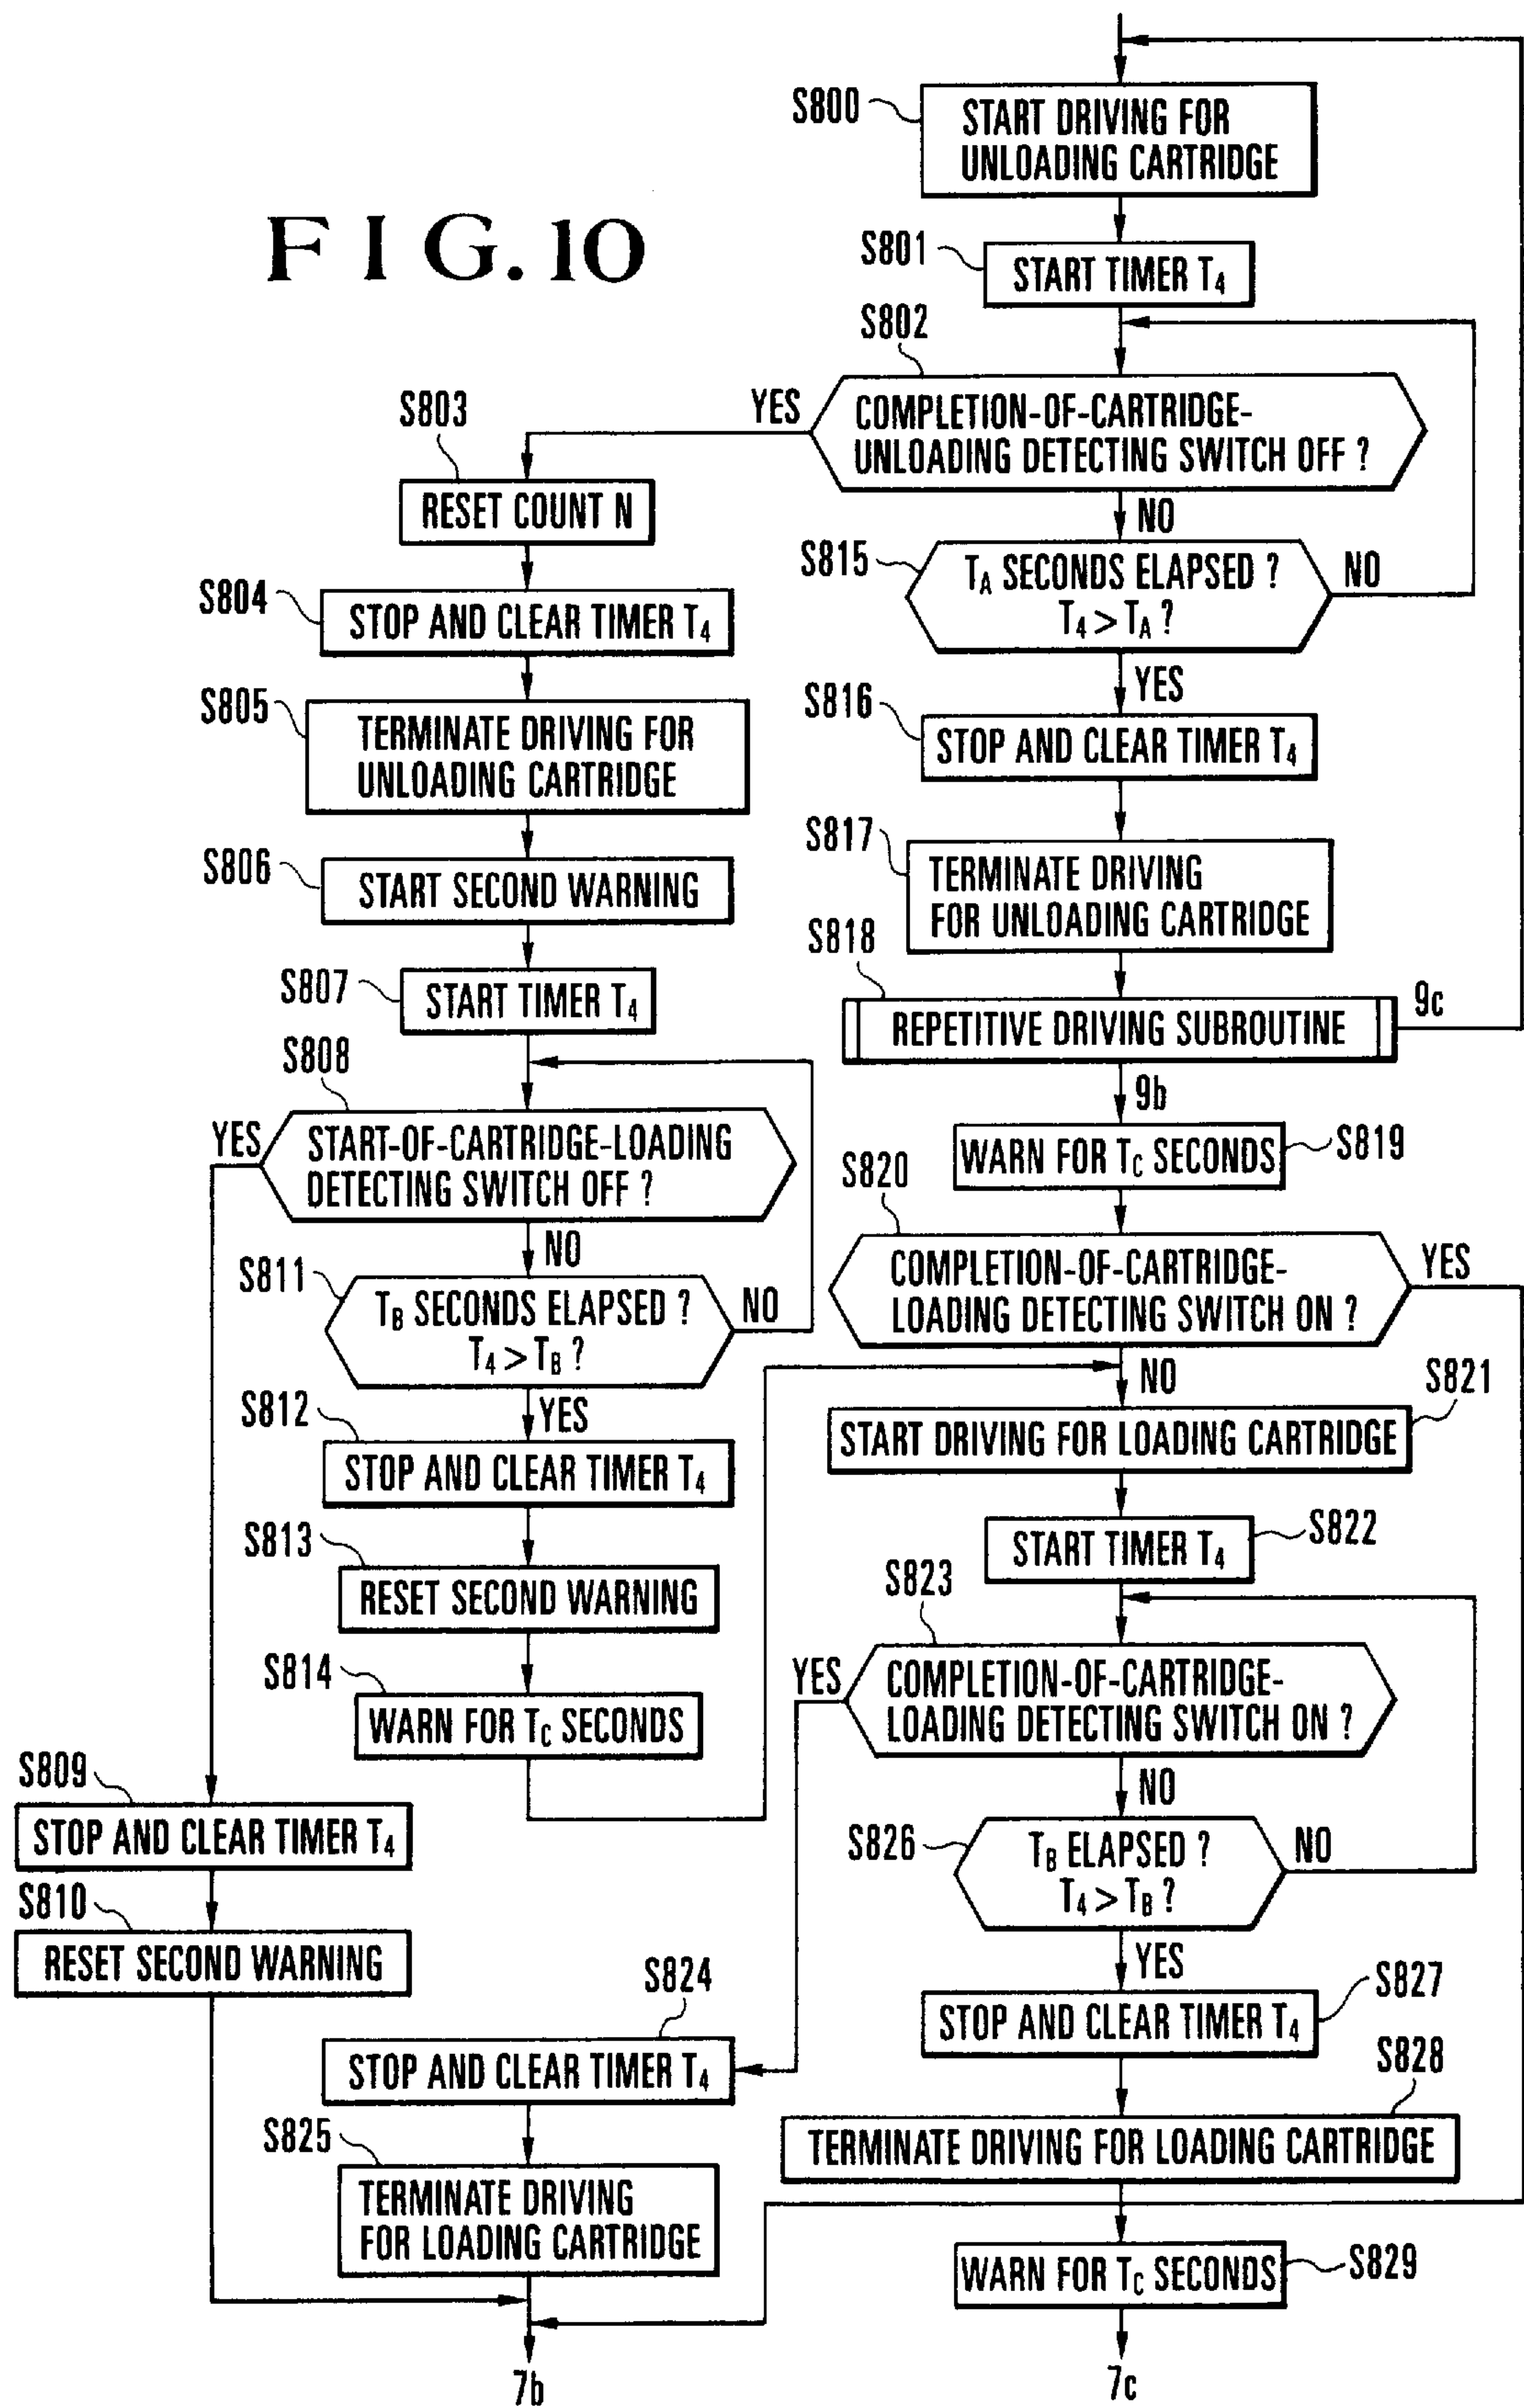 FIG. 10
S800
START DRIVING FOR
UNLOADING CARTRIDGE
S801
START TIMER T4
S802
COMPLETION-OF-CARTRIDGE-
UNLOADING DETECTING SWITCH OFF ?
YES
NO
S803
RESET COUNT N
S804
STOP AND CLEAR TIMER T4
S805
TERMINATE DRIVING FOR
UNLOADING CARTRIDGE
S806
START SECOND WARNING
S807
START TIMER T4
S808
START-OF-CARTRIDGE-LOADING
DETECTING SWITCH OFF ?
YES
NO
S811
TB SECONDS ELAPSED ?
T4 > TB ?
NO
YES
S812
STOP AND CLEAR TIMER T4
S813
RESET SECOND WARNING
S814
WARN FOR TC SECONDS
S809
STOP AND CLEAR TIMER T4
S810
RESET SECOND WARNING
S815
TA SECONDS ELAPSED ?
T4 > TA ?
NO
YES
S816
STOP AND CLEAR TIMER T4
S817
TERMINATE DRIVING
FOR UNLOADING CARTRIDGE
S818
REPETITIVE DRIVING SUBROUTINE
9c
9b
WARN FOR TC SECONDS
S819
S820
COMPLETION-OF-CARTRIDGE-
LOADING DETECTING SWITCH ON ?
YES
NO
S821
START DRIVING FOR LOADING CARTRIDGE
START TIMER T4
S822
S823
COMPLETION-OF-CARTRIDGE-
LOADING DETECTING SWITCH ON ?
YES
NO
S826
TB ELAPSED ?
T4 > TB ?
NO
YES
S827
STOP AND CLEAR TIMER T4
S828
TERMINATE DRIVING FOR LOADING CARTRIDGE
WARN FOR TC SECONDS
S829
7c
S824
STOP AND CLEAR TIMER T4
S825
TERMINATE DRIVING
FOR LOADING CARTRIDGE
7b